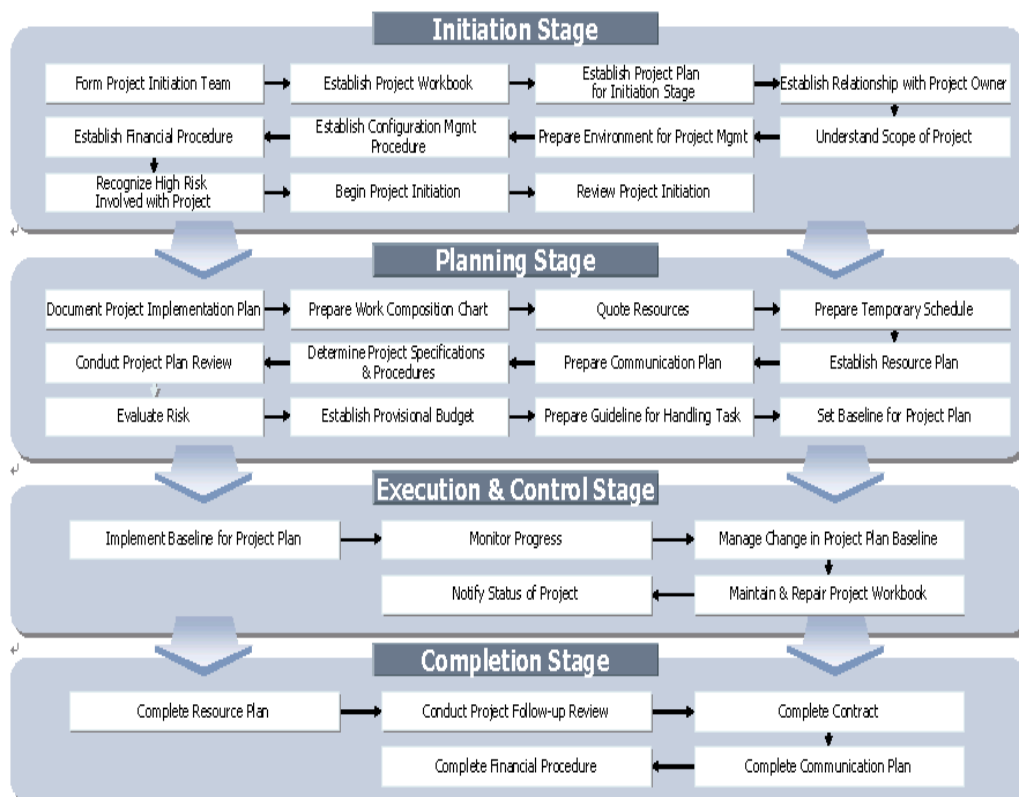 Initiation Stage
Form Project Initiation Team
Establish Project Workbook
Establish Project Plan
for Initiation Stage
Establish Relationship with Project Owner
Establish Financial Procedure
Establish Configuration Mgmt
Procedure
Prepare Environment for Project Mgmt
Understand Scope of Project
Recognize High Risk
Involved with Project
Begin Project Initiation
Review Project Initiation
Planning Stage
Document Project Implementation Plan
Prepare Work Composition Chart
Quote Resources
Prepare Temporary Schedule
Conduct Project Plan Review
Determine Project Specifications
& Procedures
Prepare Communication Plan
Establish Resource Plan
Evaluate Risk
Establish Provisional Budget
Prepare Guideline for Handling Task
Set Baseline for Project Plan
Execution & Control Stage
Implement Baseline for Project Plan
Monitor Progress
Manage Change in Project Plan Baseline
Notify Status of Project
Maintain & Repair Project Workbook
Completion Stage
Complete Resource Plan
Conduct Project Follow-up Review
Complete Contract
Complete Financial Procedure
Complete Communication Plan